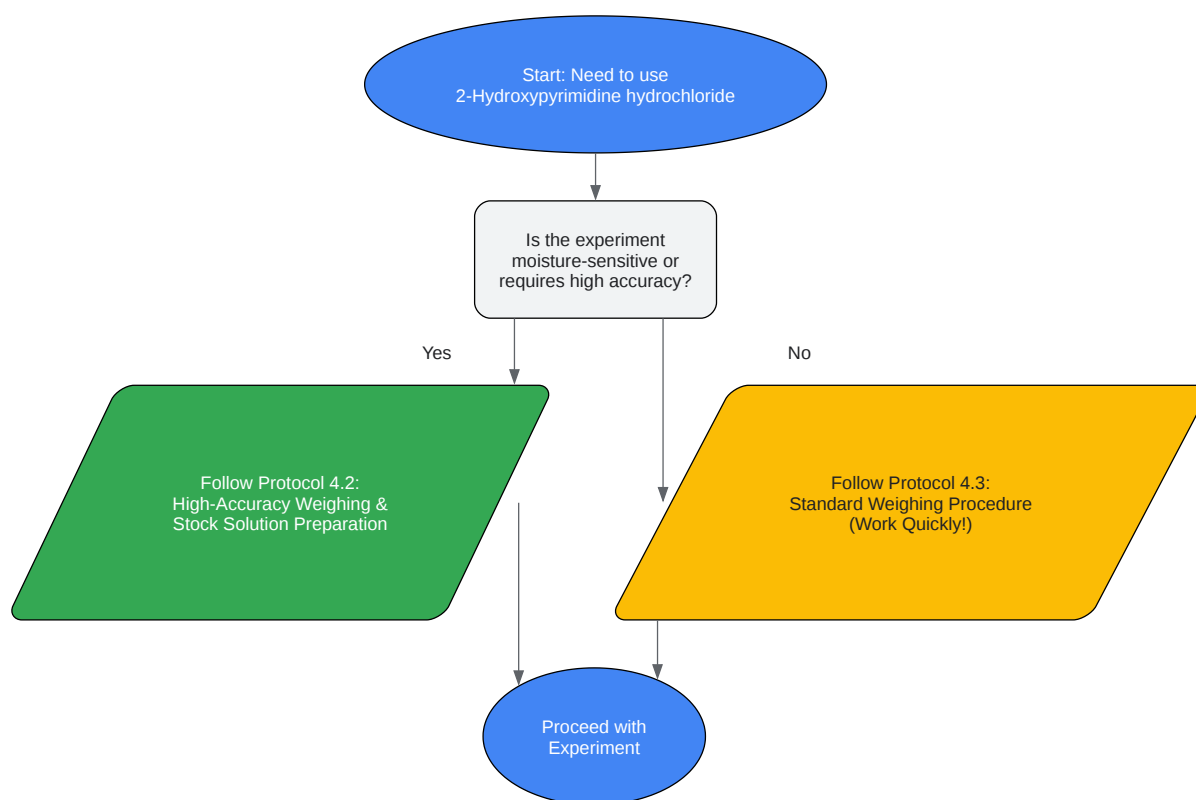 Start: Need to use
2-Hydroxypyrimidine hydrochloride
Is the experiment
moisture-sensitive or
requires high accuracy?
Yes
No
Follow Protocol 4.2:
High-Accuracy Weighing &
Stock Solution Preparation
Follow Protocol 4.3:
Standard Weighing Procedure
(Work Quickly!)
Proceed with
Experiment